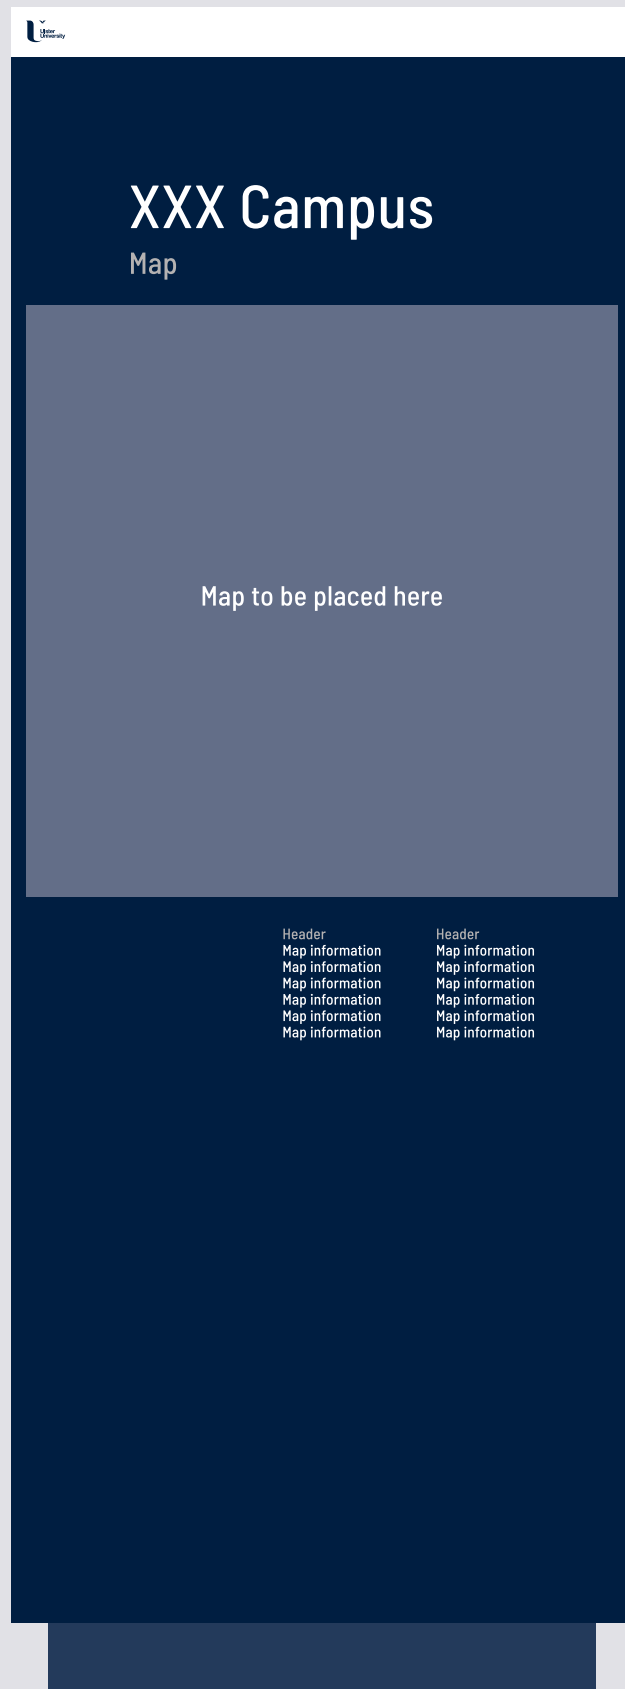 Ulster
University
XXX Campus
Map
Map to be placed here
Header
Map information
Map information
Map information
Map information
Map information
Map information
Header
Map information
Map information
Map information
Map information
Map information
Map information